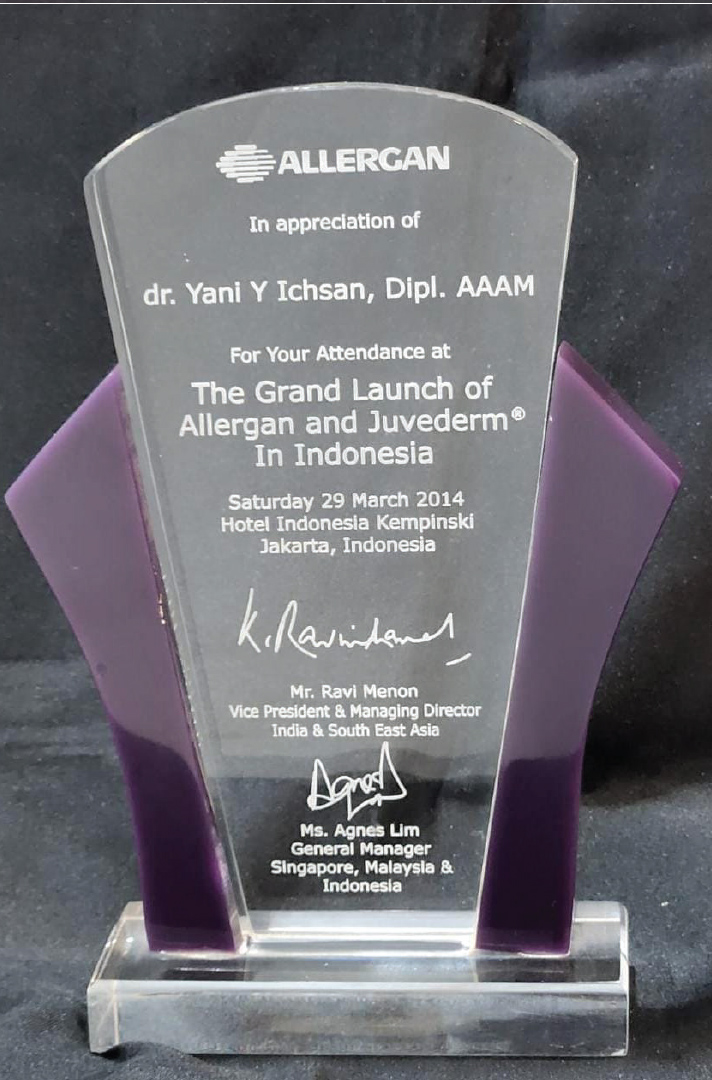 ALLERGAN
In appreciation of
dr. Yani Y Ichsan, Dipl. AAAM
For Your Attendance at
The Grand Launch of
Allergan and Juvederm®
In Indonesia
Saturday 29 March 2014
Hotel Indonesia Kempinski
Jakarta, Indonesia
K. Ravindranath
Mr. Ravi Menon
Vice President & Managing Director
India & South East Asia
Agnes
Ms. Agnes Lim
General Manager
Singapore, Malaysia &
Indonesia